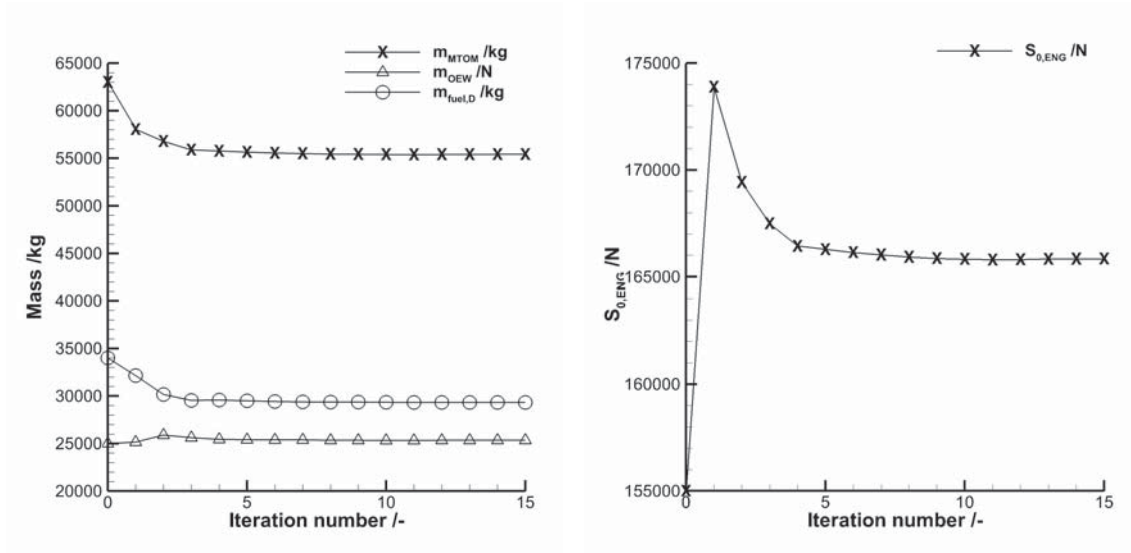 m_MTOM /kg
m_OEW /N
m_fuel,D /kg
65000
60000
55000
50000
45000
40000
35000
30000
25000
20000
Mass /kg
0 5 10 15
Iteration number /-
S_0,ENG /N
175000
170000
165000
160000
155000
S_0,ENG /N
0 5 10 15
Iteration number /-